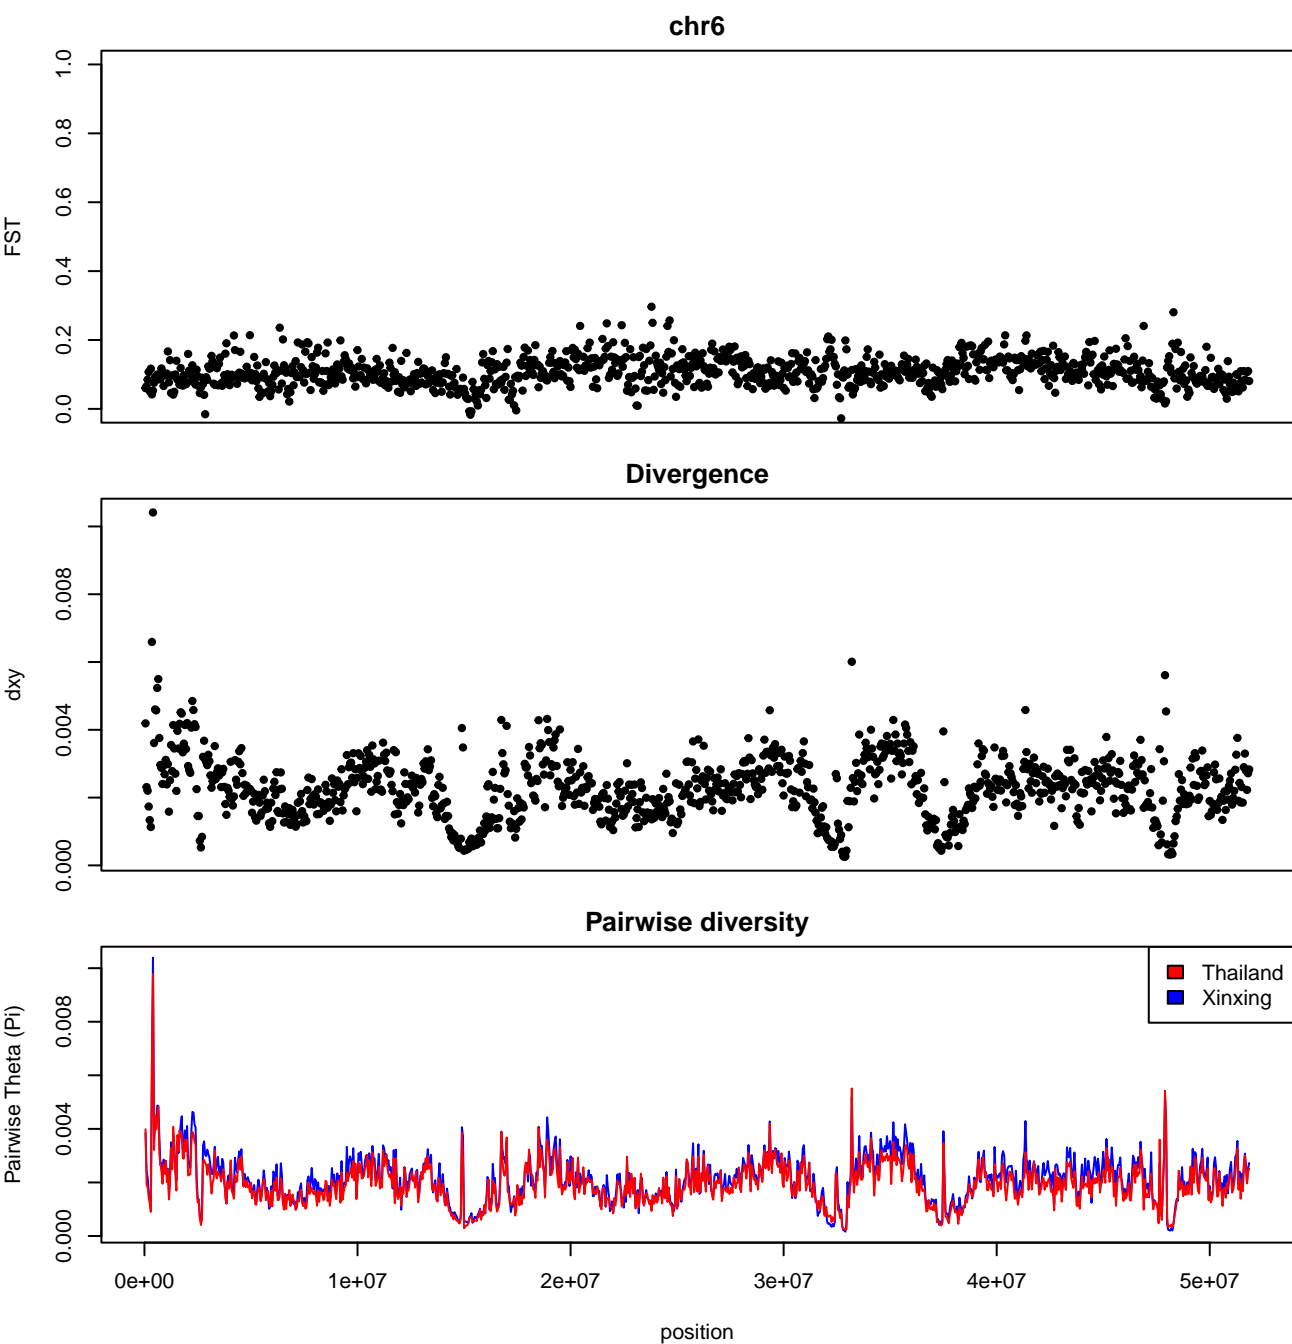 chr6
FST
1.0
0.8
0.6
0.4
0.2
0.0
Divergence
dxy
0.008
0.004
0.000
Pairwise diversity
Pairwise Theta (Pi)
0.008
0.004
0.000
Thailand
Xinxing
0e+00 1e+07 2e+07 3e+07 4e+07 5e+07
position